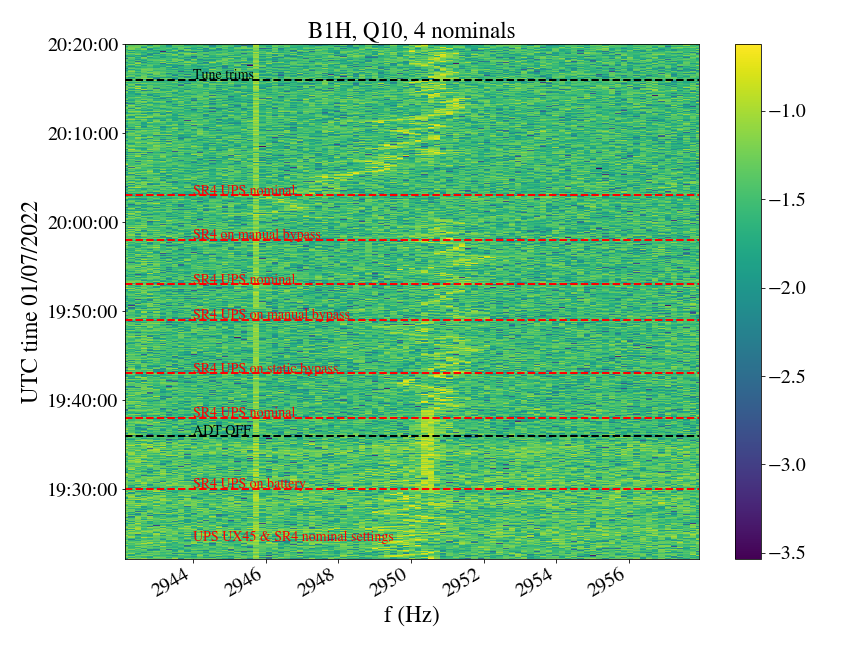 B1H, Q10, 4 nominals
20:20:00
Tune trims
20:10:00
SR4 UPS nominal
20:00:00
SR4 on manual bypass
SR4 UPS nominal
19:50:00
SR4 UPS on manual bypass
SR4 UPS on static bypass
19:40:00
SR4 UPS nominal
ADT OFF
19:30:00
SR4 UPS on battery
UPS UX45 & SR4 nominal settings
UTC time 01/07/2022
2944 2946 2948 2950 2952 2954 2956
f (Hz)
−1.0
−1.5
−2.0
−2.5
−3.0
−3.5